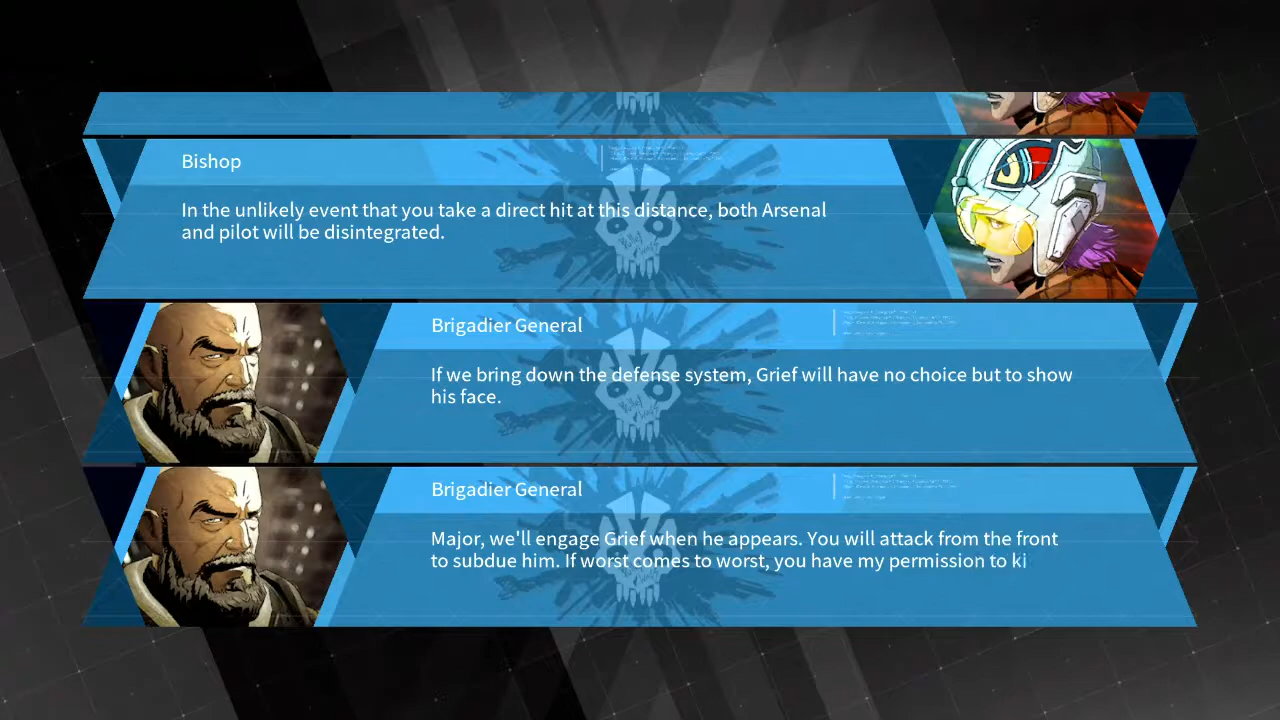 Bishop
In the unlikely event that you take a direct hit at this distance, both Arsenal
and pilot will be disintegrated.
Brigadier General
If we bring down the defense system, Grief will have no choice but to show
his face.
Brigadier General
Major, we'll engage Grief when he appears. You will attack from the front
to subdue him. If worst comes to worst, you have my permission to ki